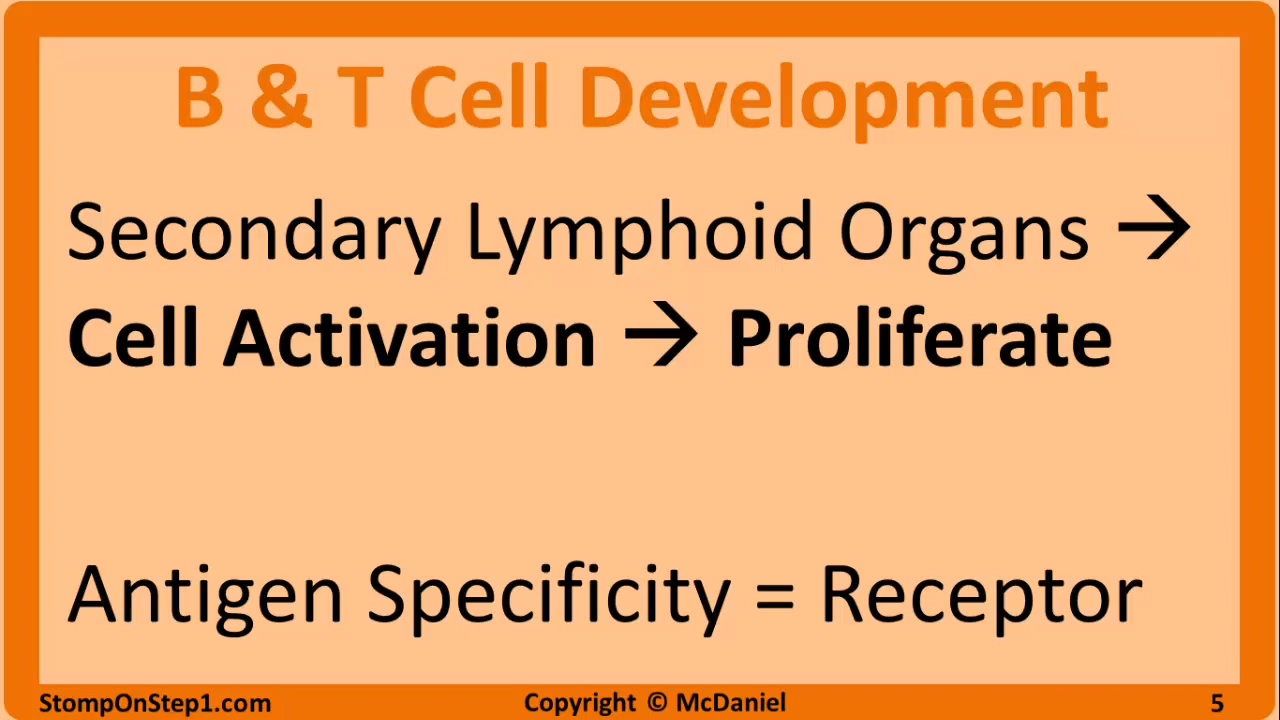 B & T Cell Development
Secondary Lymphoid Organs →
Cell Activation → Proliferate
Antigen Specificity = Receptor
StompOnStep1.com
Copyright © McDaniel
5